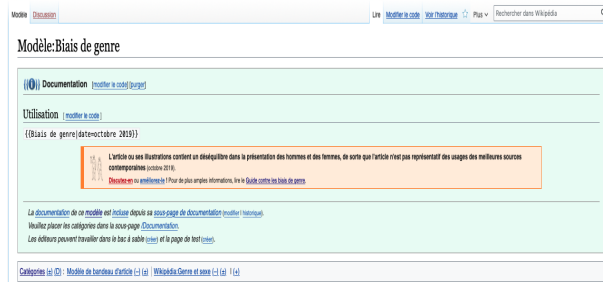 Modèle Discussion Lire Modifier le code Voir l'historique Plus Rechercher dans Wikipédia
Modèle:Biais de genre
Documentation [modifier le code] [purger]
Utilisation [ modifier le code ]
{{Biais de genre|date=octobre 2019}}
L'article ou ses illustrations contient un déséquilibre dans la présentation des hommes et des femmes, de sorte que l'article n'est pas représentatif des usages des meilleures sources
contemporaines (octobre 2019).
Discutez-en ou améliorez-le ! Pour de plus amples informations, lire le Guide contre les biais de genre.
La documentation de ce modèle est incluse depuis sa sous-page de documentation (modifier | historique).
Veuillez placer les catégories dans la sous-page /Documentation.
Les éditeurs peuvent travailler dans le bac à sable (créer) et la page de test (créer).
Catégories (±) (D) : Modèle de bandeau d'article (−) (±) | Wikipédia:Genre et sexe (−) (±) | (+)